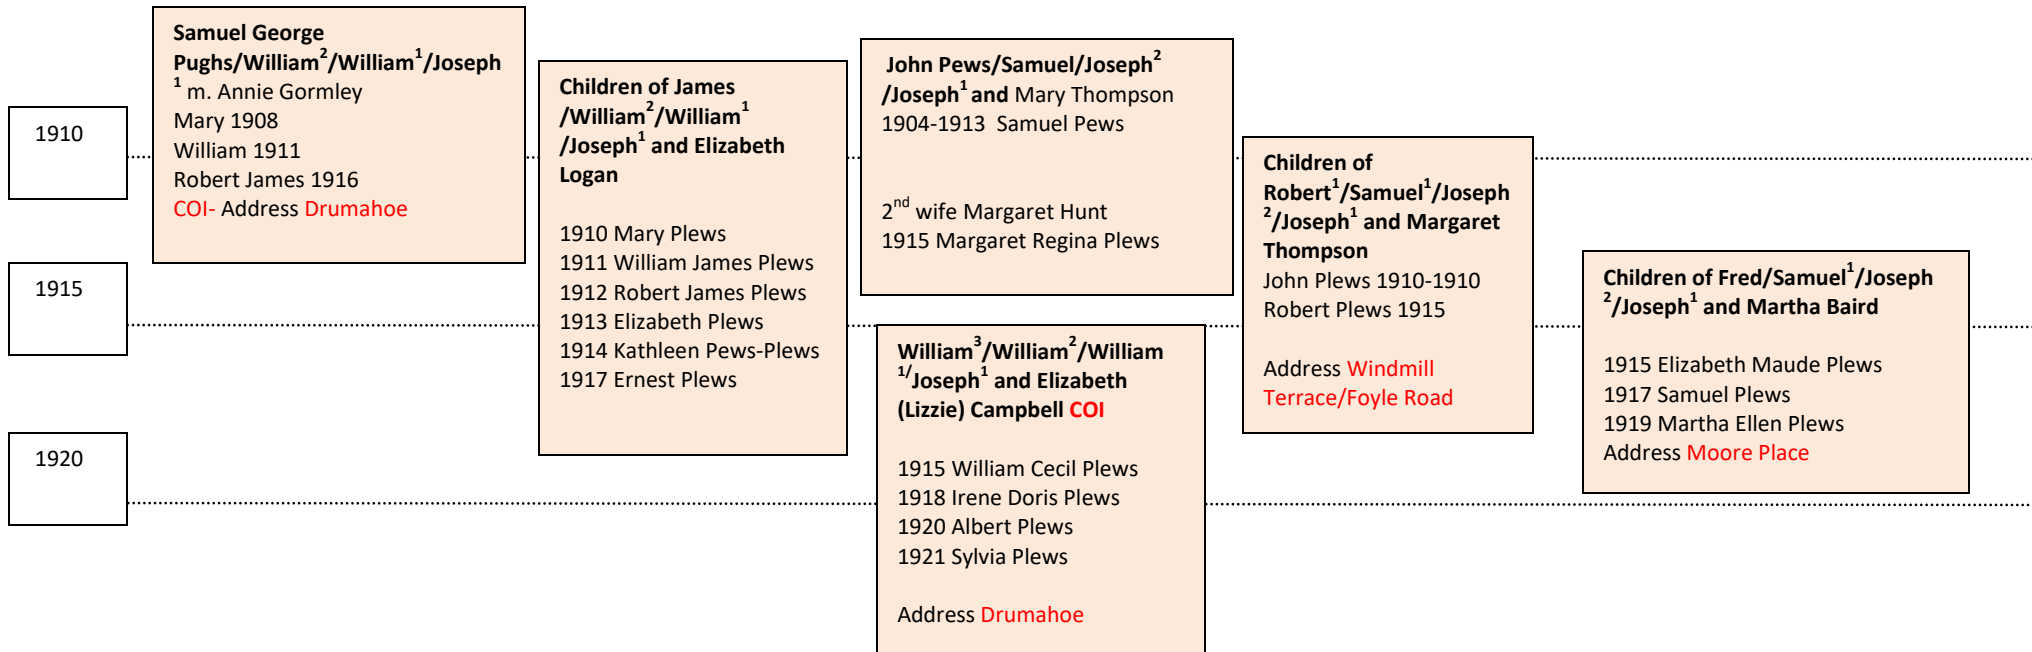 1910
1915
1920
Samuel George
Pughs/William²/William¹/Joseph
¹ m. Annie Gormley
Mary 1908
William 1911
Robert James 1916
COI- Address Drumahoe
Children of James
/William²/William¹
/Joseph¹ and Elizabeth
Logan
1910 Mary Plews
1911 William James Plews
1912 Robert James Plews
1913 Elizabeth Plews
1914 Kathleen Pews-Plews
1917 Ernest Plews
John Pews/Samuel/Joseph²
/Joseph¹ and Mary Thompson
1904-1913 Samuel Pews
2nd wife Margaret Hunt
1915 Margaret Regina Plews
William³/William²/William
¹/Joseph¹ and Elizabeth
(Lizzie) Campbell COI
1915 William Cecil Plews
1918 Irene Doris Plews
1920 Albert Plews
1921 Sylvia Plews
Address Drumahoe
Children of
Robert¹/Samuel¹/Joseph
²/Joseph¹ and Margaret
Thompson
John Plews 1910-1910
Robert Plews 1915
Address Windmill
Terrace/Foyle Road
Children of Fred/Samuel¹/Joseph
²/Joseph¹ and Martha Baird
1915 Elizabeth Maude Plews
1917 Samuel Plews
1919 Martha Ellen Plews
Address Moore Place